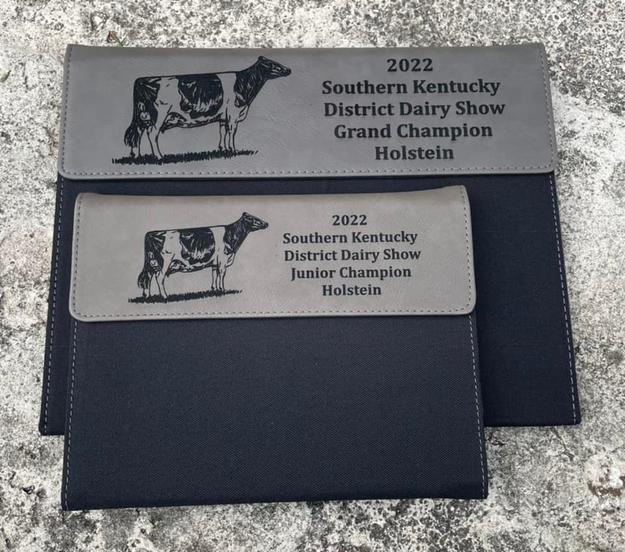 2022
Southern Kentucky
District Dairy Show
Grand Champion
Holstein
2022
Southern Kentucky
District Dairy Show
Junior Champion
Holstein